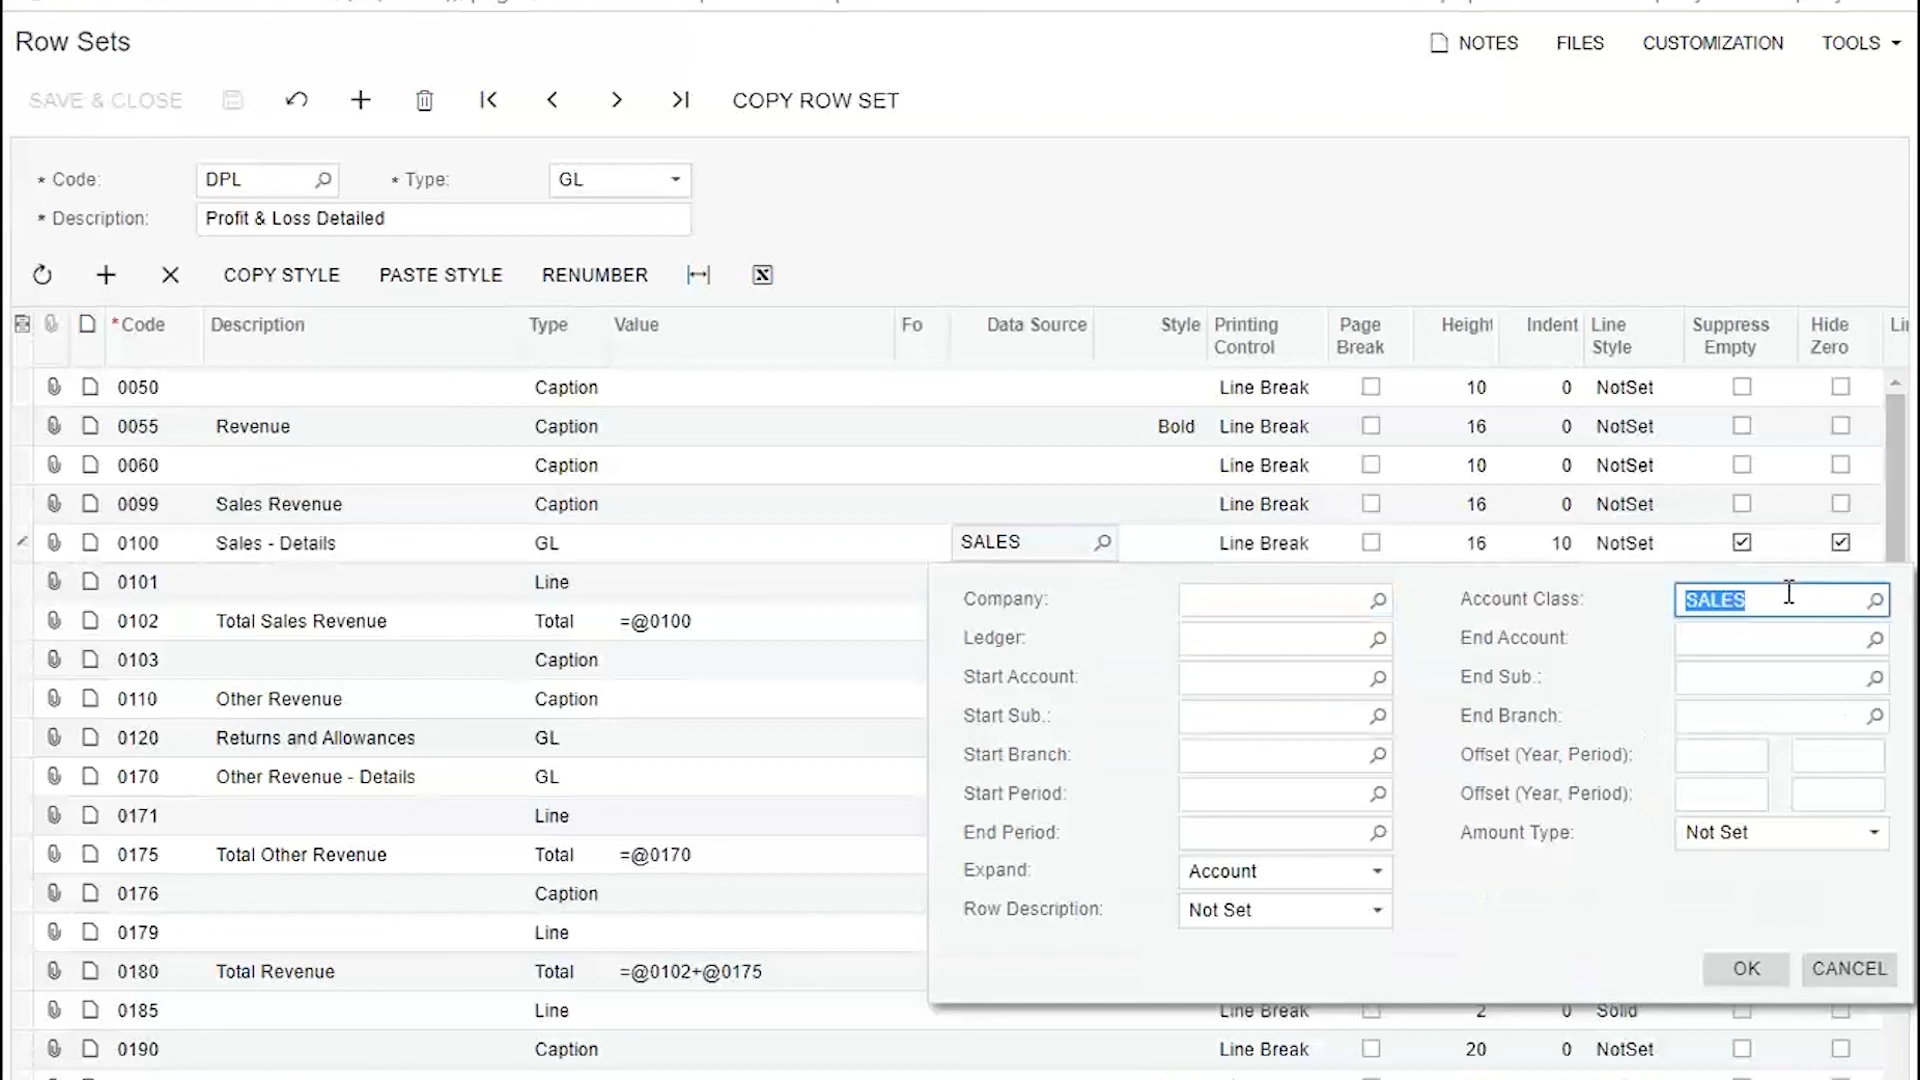 Row Sets
NOTES FILES CUSTOMIZATION TOOLS
SAVE & CLOSE COPY ROW SET
* Code: DPL * Type: GL
* Description: Profit & Loss Detailed
COPY STYLE PASTE STYLE RENUMBER
* Code Description Type Value Fo Data Source Style Printing Control Page Break Height Indent Line Style Suppress Empty Hide Zero Li
0050 Caption Line Break 10 0 NotSet
0055 Revenue Caption Bold Line Break 16 0 NotSet
0060 Caption Line Break 10 0 NotSet
0099 Sales Revenue Caption Line Break 16 0 NotSet
0100 Sales - Details GL SALES Line Break 16 10 NotSet
0101 Line
0102 Total Sales Revenue Total =@0100
0103 Caption
0110 Other Revenue Caption
0120 Returns and Allowances GL
0170 Other Revenue - Details GL
0171 Line
0175 Total Other Revenue Total =@0170
0176 Caption
0179 Line
0180 Total Revenue Total =@0102+@0175
0185 Line Line Break 2 0 Solid
0190 Caption Line Break 20 0 NotSet
Company: Account Class: SALES
Ledger: End Account:
Start Account: End Sub.:
Start Sub.: End Branch:
Start Branch: Offset (Year, Period):
Start Period: Offset (Year, Period):
End Period: Amount Type: Not Set
Expand: Account
Row Description: Not Set
OK CANCEL